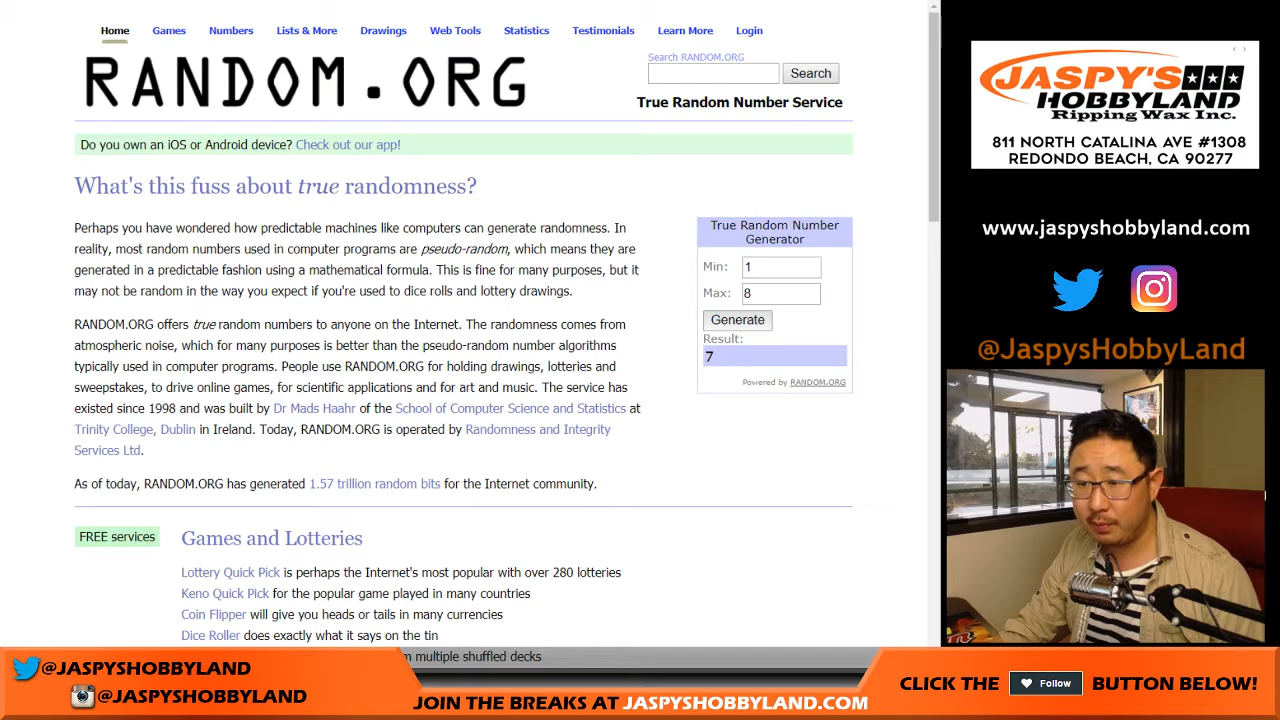 Home Games Numbers Lists & More Drawings Web Tools Statistics Testimonials Learn More Login
RANDOM.ORG
Search RANDOM.ORG
Search
True Random Number Service
Do you own an iOS or Android device? Check out our app!
What's this fuss about true randomness?
Perhaps you have wondered how predictable machines like computers can generate randomness. In
reality, most random numbers used in computer programs are pseudo-random, which means they are
generated in a predictable fashion using a mathematical formula. This is fine for many purposes, but it
may not be random in the way you expect if you're used to dice rolls and lottery drawings.
RANDOM.ORG offers true random numbers to anyone on the Internet. The randomness comes from
atmospheric noise, which for many purposes is better than the pseudo-random number algorithms
typically used in computer programs. People use RANDOM.ORG for holding drawings, lotteries and
sweepstakes, to drive online games, for scientific applications and for art and music. The service has
existed since 1998 and was built by Dr Mads Haahr of the School of Computer Science and Statistics at
Trinity College, Dublin in Ireland. Today, RANDOM.ORG is operated by Randomness and Integrity
Services Ltd.
As of today, RANDOM.ORG has generated 1.57 trillion random bits for the Internet community.
True Random Number
Generator
Min: 1
Max: 8
Generate
Result:
7
Powered by RANDOM.ORG
FREE services
Games and Lotteries
Lottery Quick Pick is perhaps the Internet's most popular with over 280 lotteries
Keno Quick Pick for the popular game played in many countries
Coin Flipper will give you heads or tails in many currencies
Dice Roller does exactly what it says on the tin
multiple shuffled decks
JASPY'S
HOBBYLAND
Ripping Wax Inc.
811 NORTH CATALINA AVE #1308
REDONDO BEACH, CA 90277
www.jaspyshobbyland.com
@JaspysHobbyLand
@JASPYSHOBBYLAND
@JASPYSHOBBYLAND
JOIN THE BREAKS AT JASPYSHOBBYLAND.COM
CLICK THE Follow BUTTON BELOW!